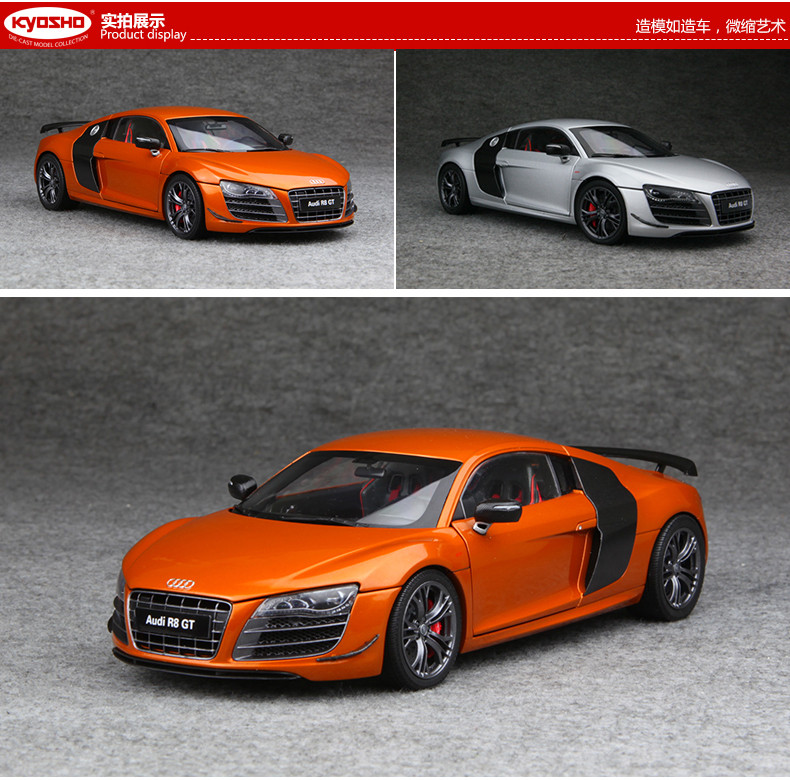 KYOSHO
DIE-CAST MODEL COLLECTION
实拍展示
Product display
造模如造车，微缩艺术
Audi R8 GT
Audi R8 GT
Audi R8 GT